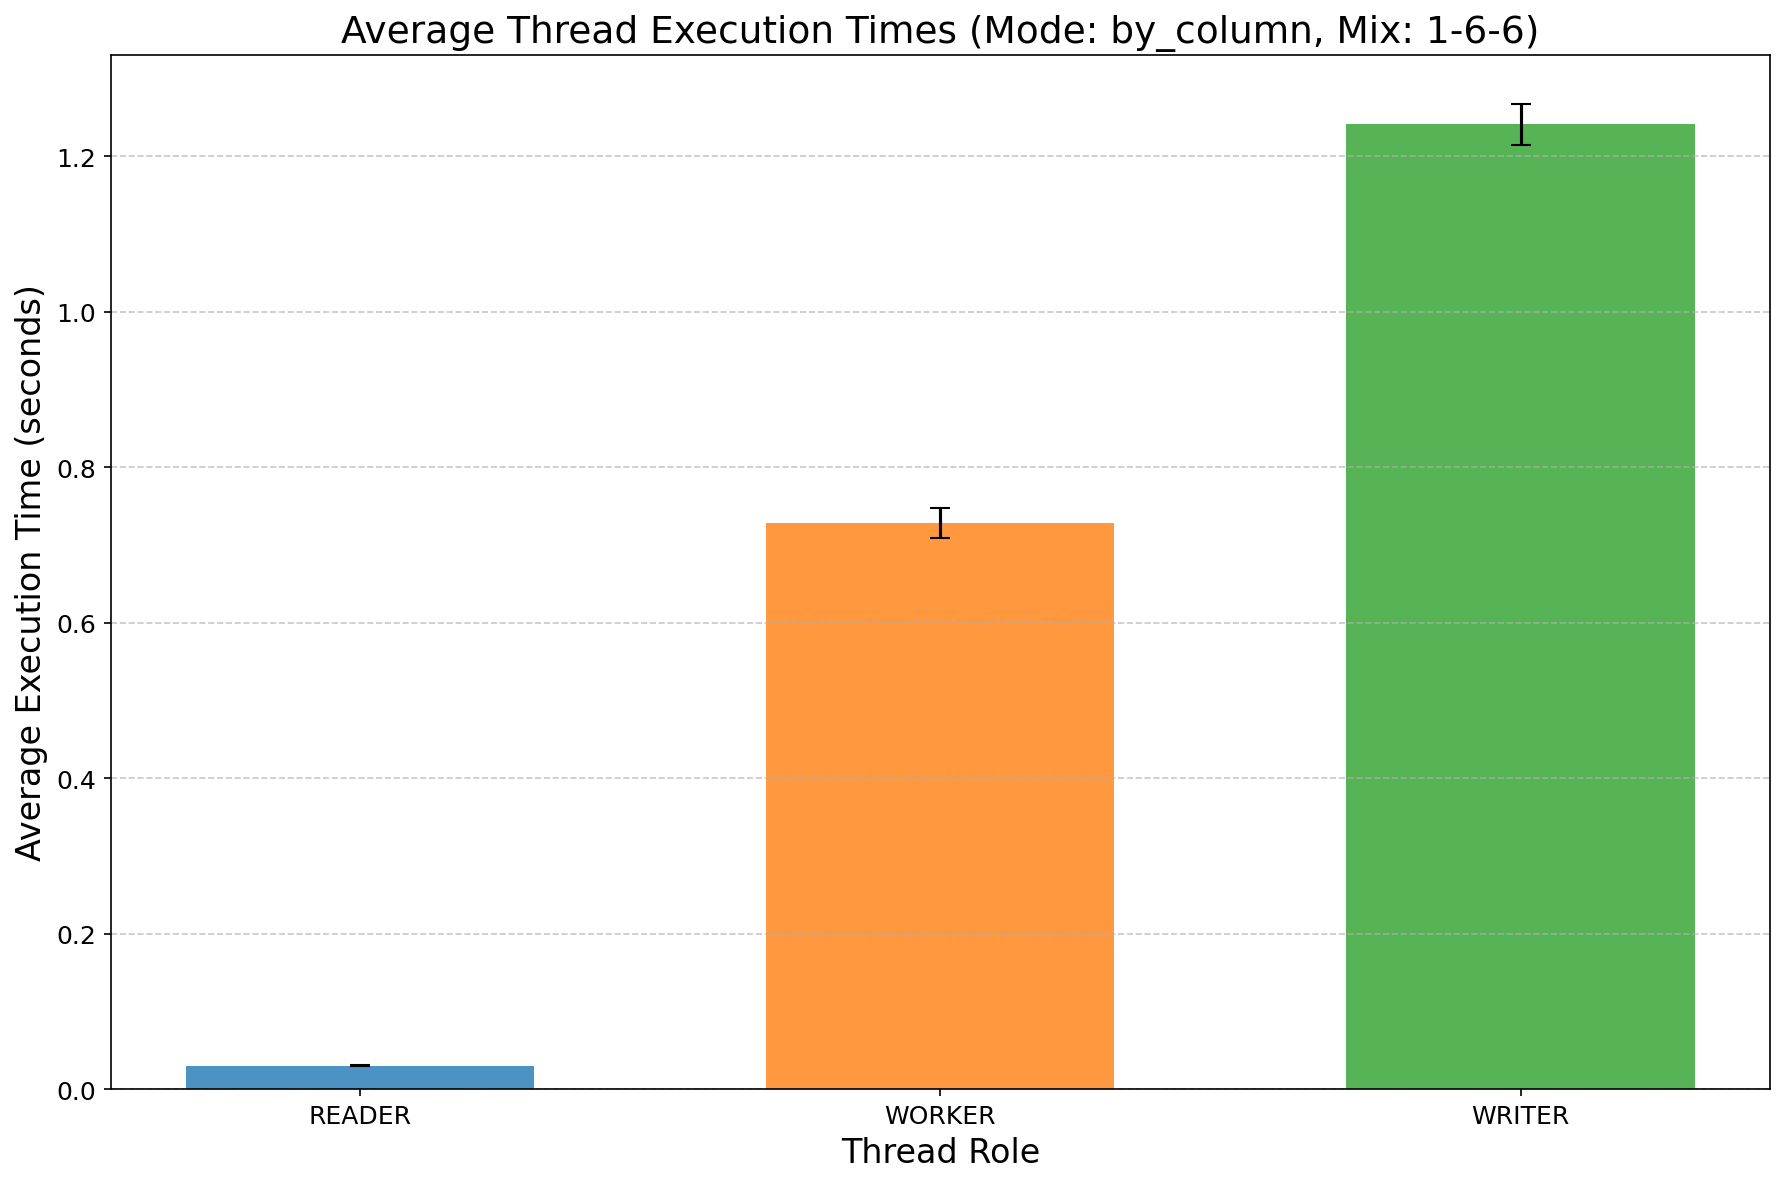 Average Thread Execution Times (Mode: by_column, Mix: 1-6-6)
Average Execution Time (seconds)
1.2
1.0
0.8
0.6
0.4
0.2
0.0
READER
WORKER
WRITER
Thread Role